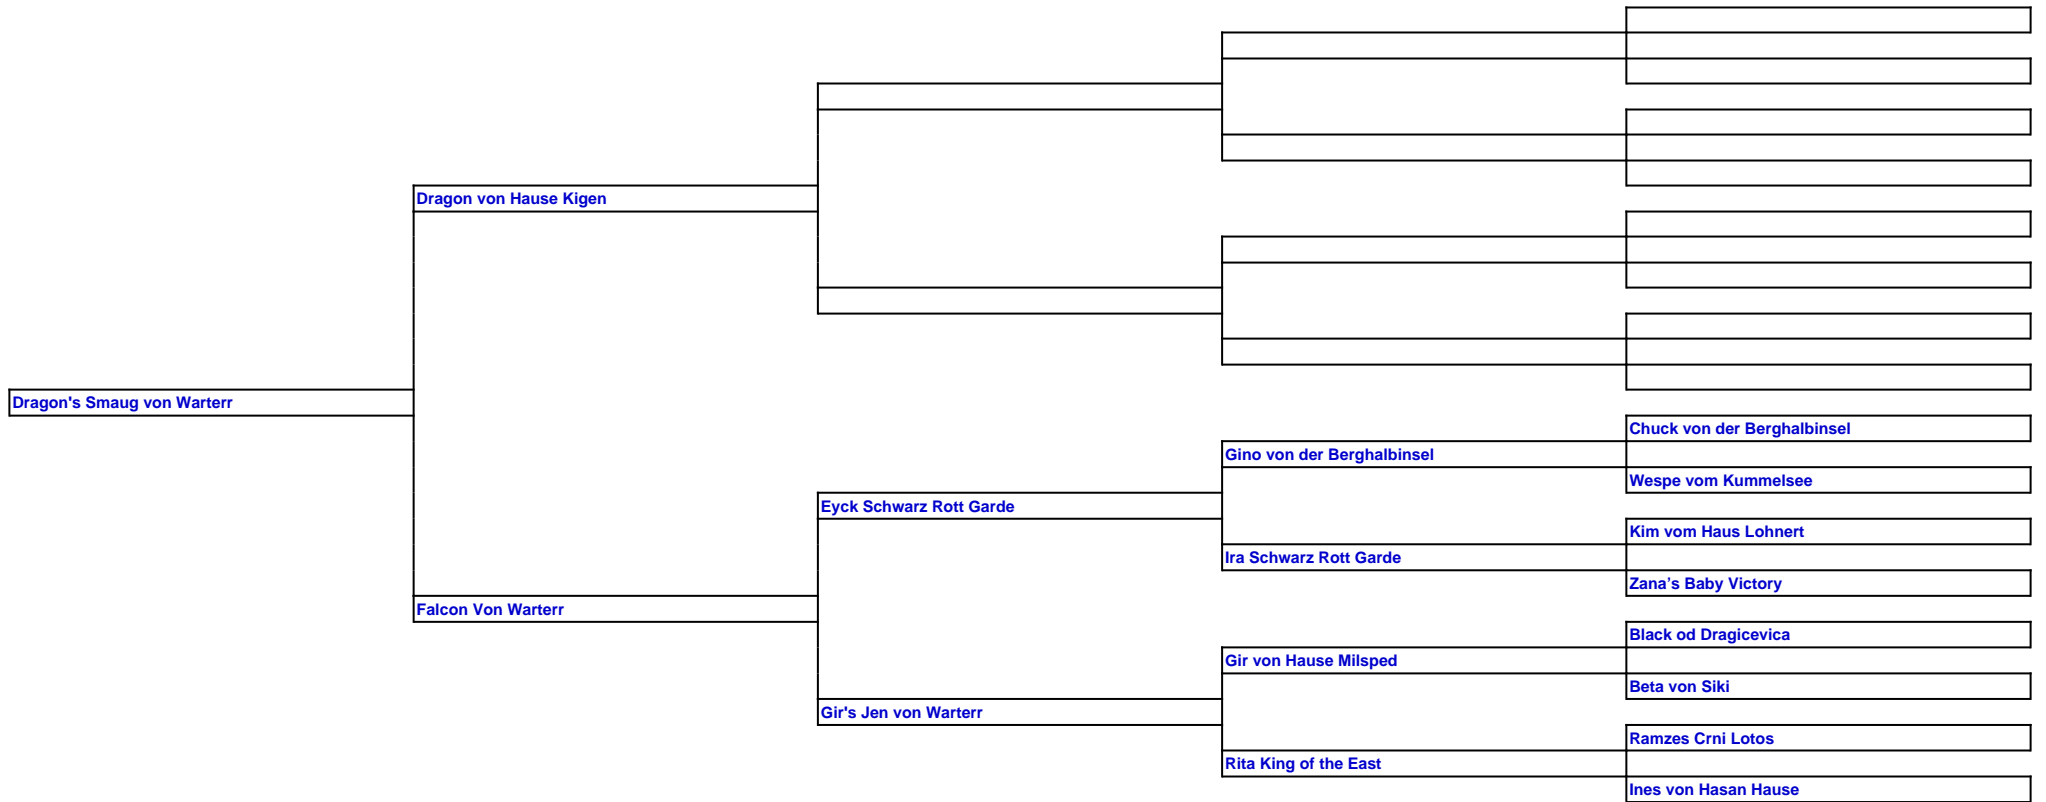 Dragon von Hause Kigen
Dragon's Smaug von Warterr
Chuck von der Berghalbinsel
Gino von der Berghalbinsel
Wespe vom Kummelsee
Eyck Schwarz Rott Garde
Kim vom Haus Lohnert
Ira Schwarz Rott Garde
Zana’s Baby Victory
Falcon Von Warterr
Black od Dragicevica
Gir von Hause Milsped
Beta von Siki
Gir's Jen von Warterr
Ramzes Crni Lotos
Rita King of the East
Ines von Hasan Hause